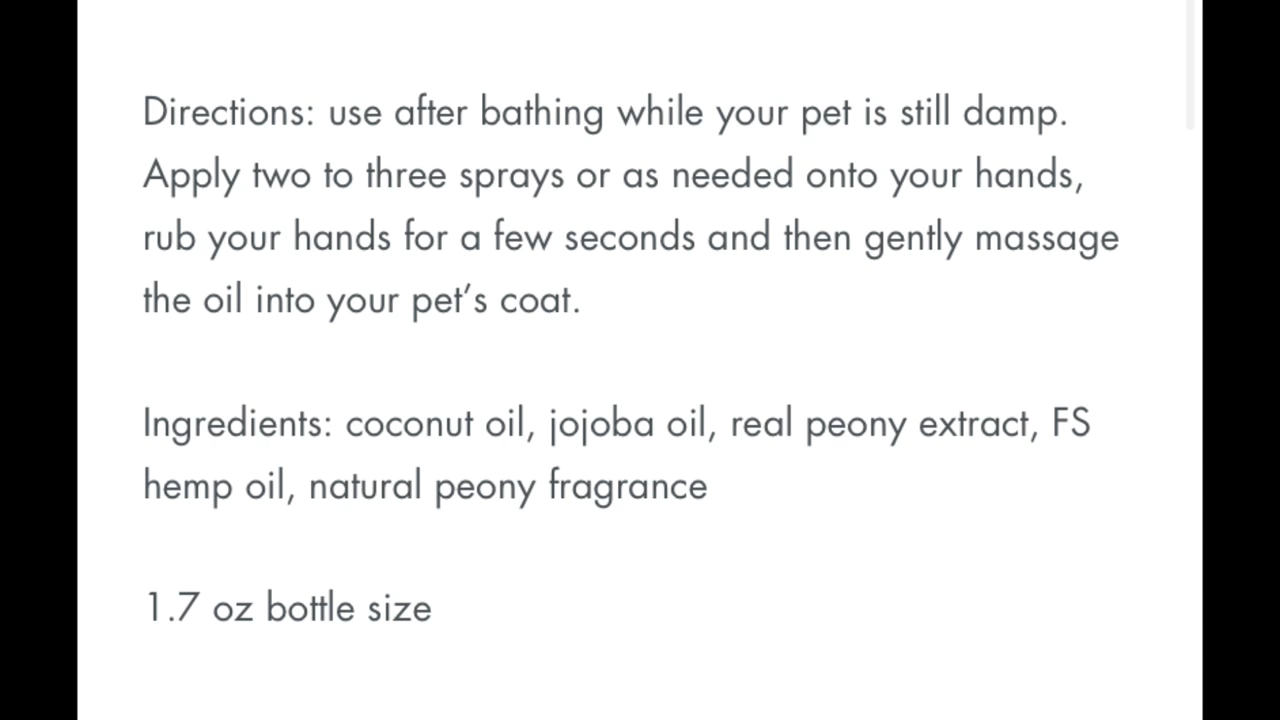 Directions: use after bathing while your pet is still damp.
Apply two to three sprays or as needed onto your hands,
rub your hands for a few seconds and then gently massage
the oil into your pet’s coat.
Ingredients: coconut oil, jojoba oil, real peony extract, FS
hemp oil, natural peony fragrance
1.7 oz bottle size